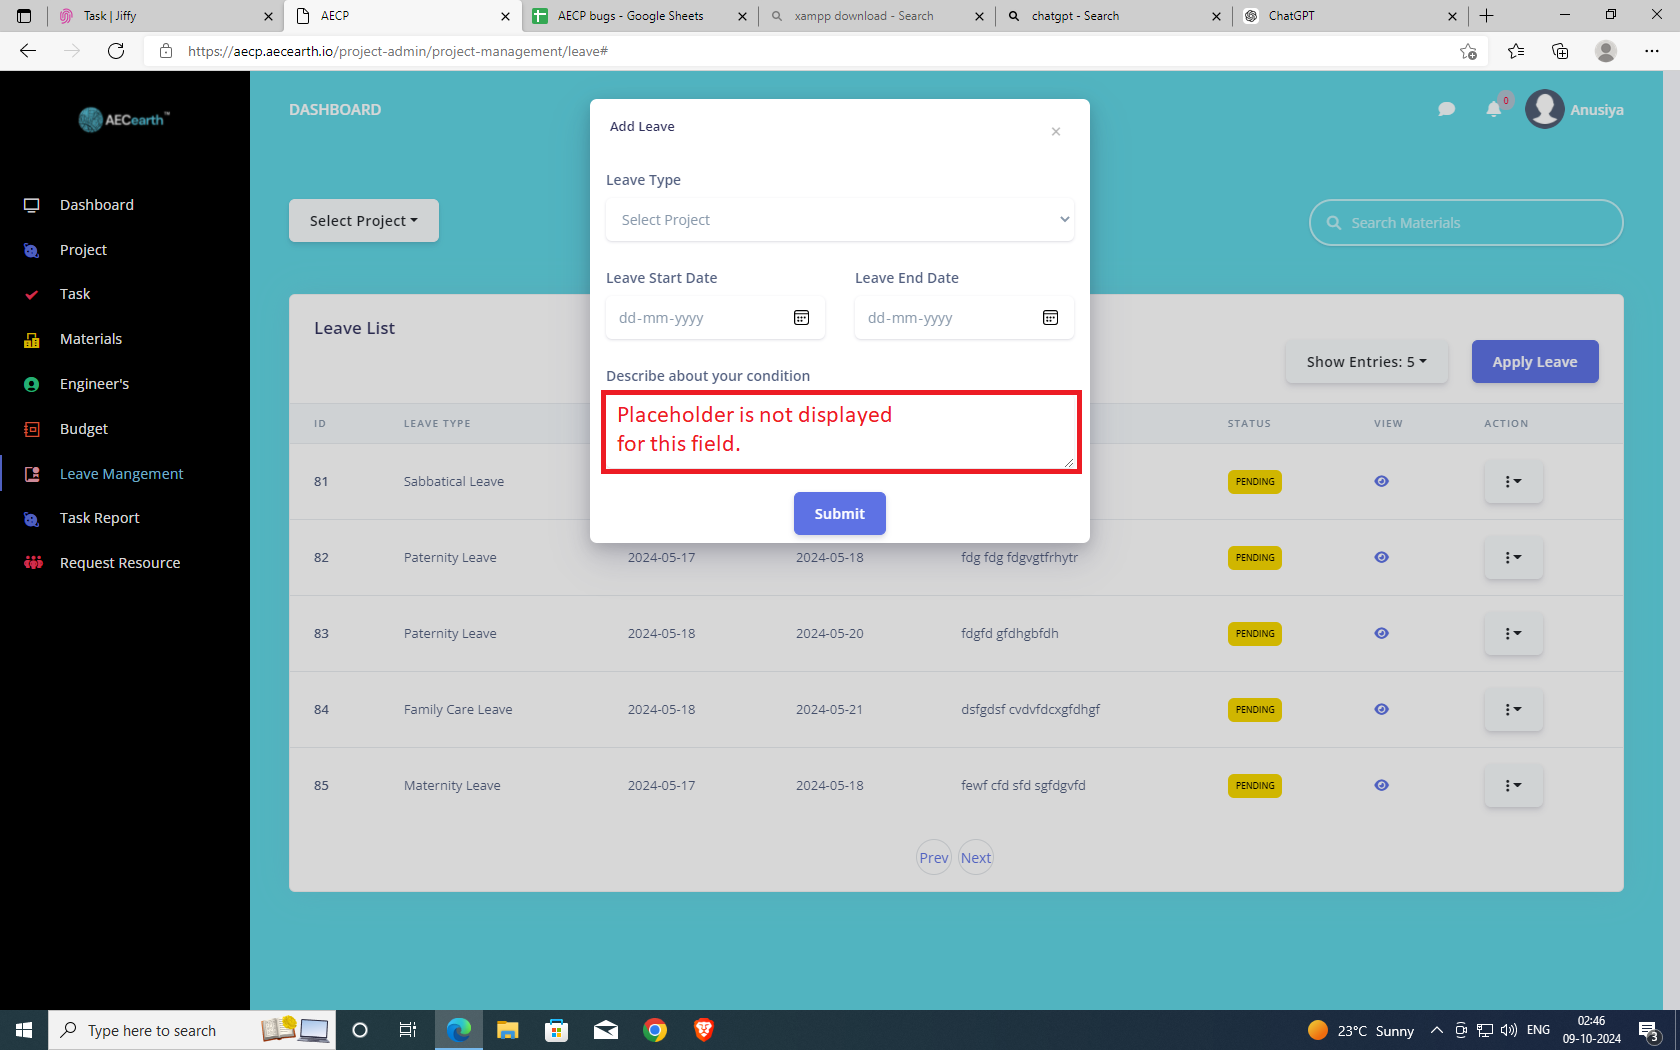 Task | Jiffy
AECP
AECP bugs - Google Sheets
xampp download - Search
chatgpt - Search
ChatGPT
https://aecp.aecearth.io/project-admin/project-management/leave#
AECearth™
DASHBOARD
0
Anusiya
Dashboard
Project
Task
Materials
Engineer's
Budget
Leave Mangement
Task Report
Request Resource
Select Project
Search Materials
Add Leave
×
Leave Type
Select Project
Leave Start Date
Leave End Date
dd-mm-yyyy
dd-mm-yyyy
Describe about your condition
Placeholder is not displayed
for this field.
Submit
Leave List
Show Entries: 5
Apply Leave
ID LEAVE TYPE STATUS VIEW ACTION
81 Sabbatical Leave PENDING
82 Paternity Leave 2024-05-17 2024-05-18 fdg fdg fdgvgtfrhytr PENDING
83 Paternity Leave 2024-05-18 2024-05-20 fdgfd gfdhgbfdh PENDING
84 Family Care Leave 2024-05-18 2024-05-21 dsfgdsf cvdvfdcxgfdhgf PENDING
85 Maternity Leave 2024-05-17 2024-05-18 fewf cfd sfd sgfdgvfd PENDING
Prev Next
Type here to search
23°C Sunny
ENG
02:46
09-10-2024
3